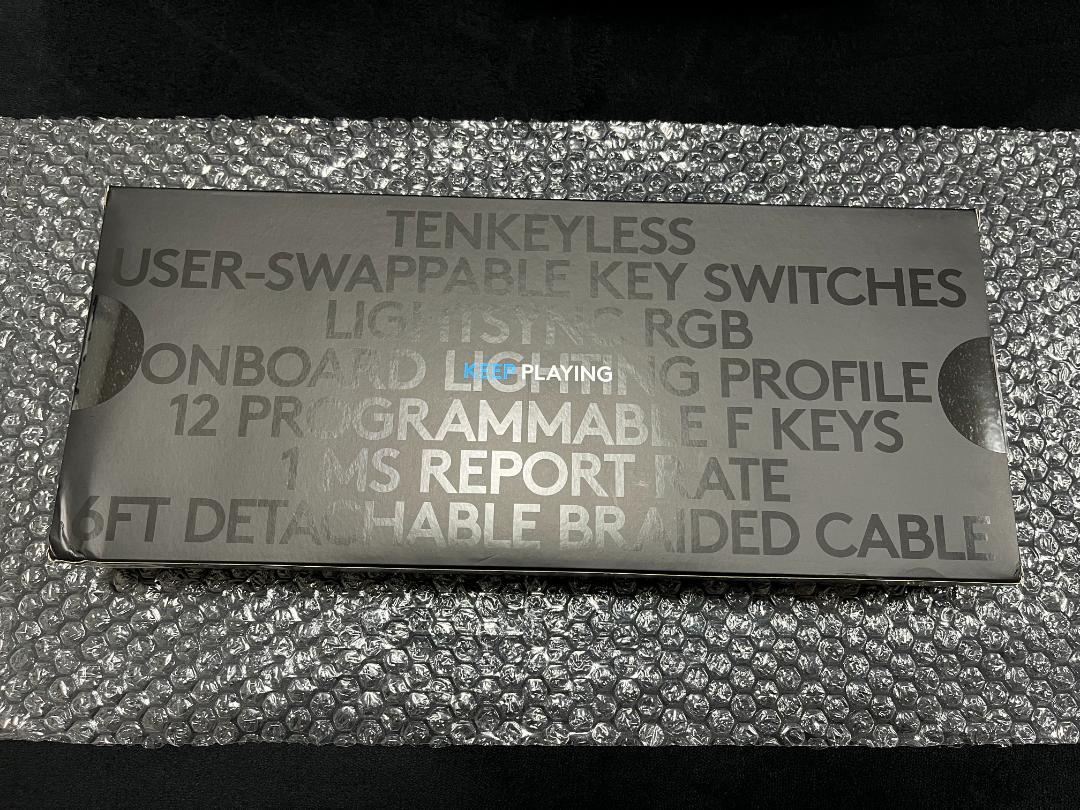 TENKEYLESS
USER-SWAPPABLE KEY SWITCHES
LIGHTSYNC RGB
ONBOARD LIGHTING PROFILE
KEEP PLAYING
12 PROGRAMMABLE F KEYS
1 MS REPORT RATE
6FT DETACHABLE BRAIDED CABLE